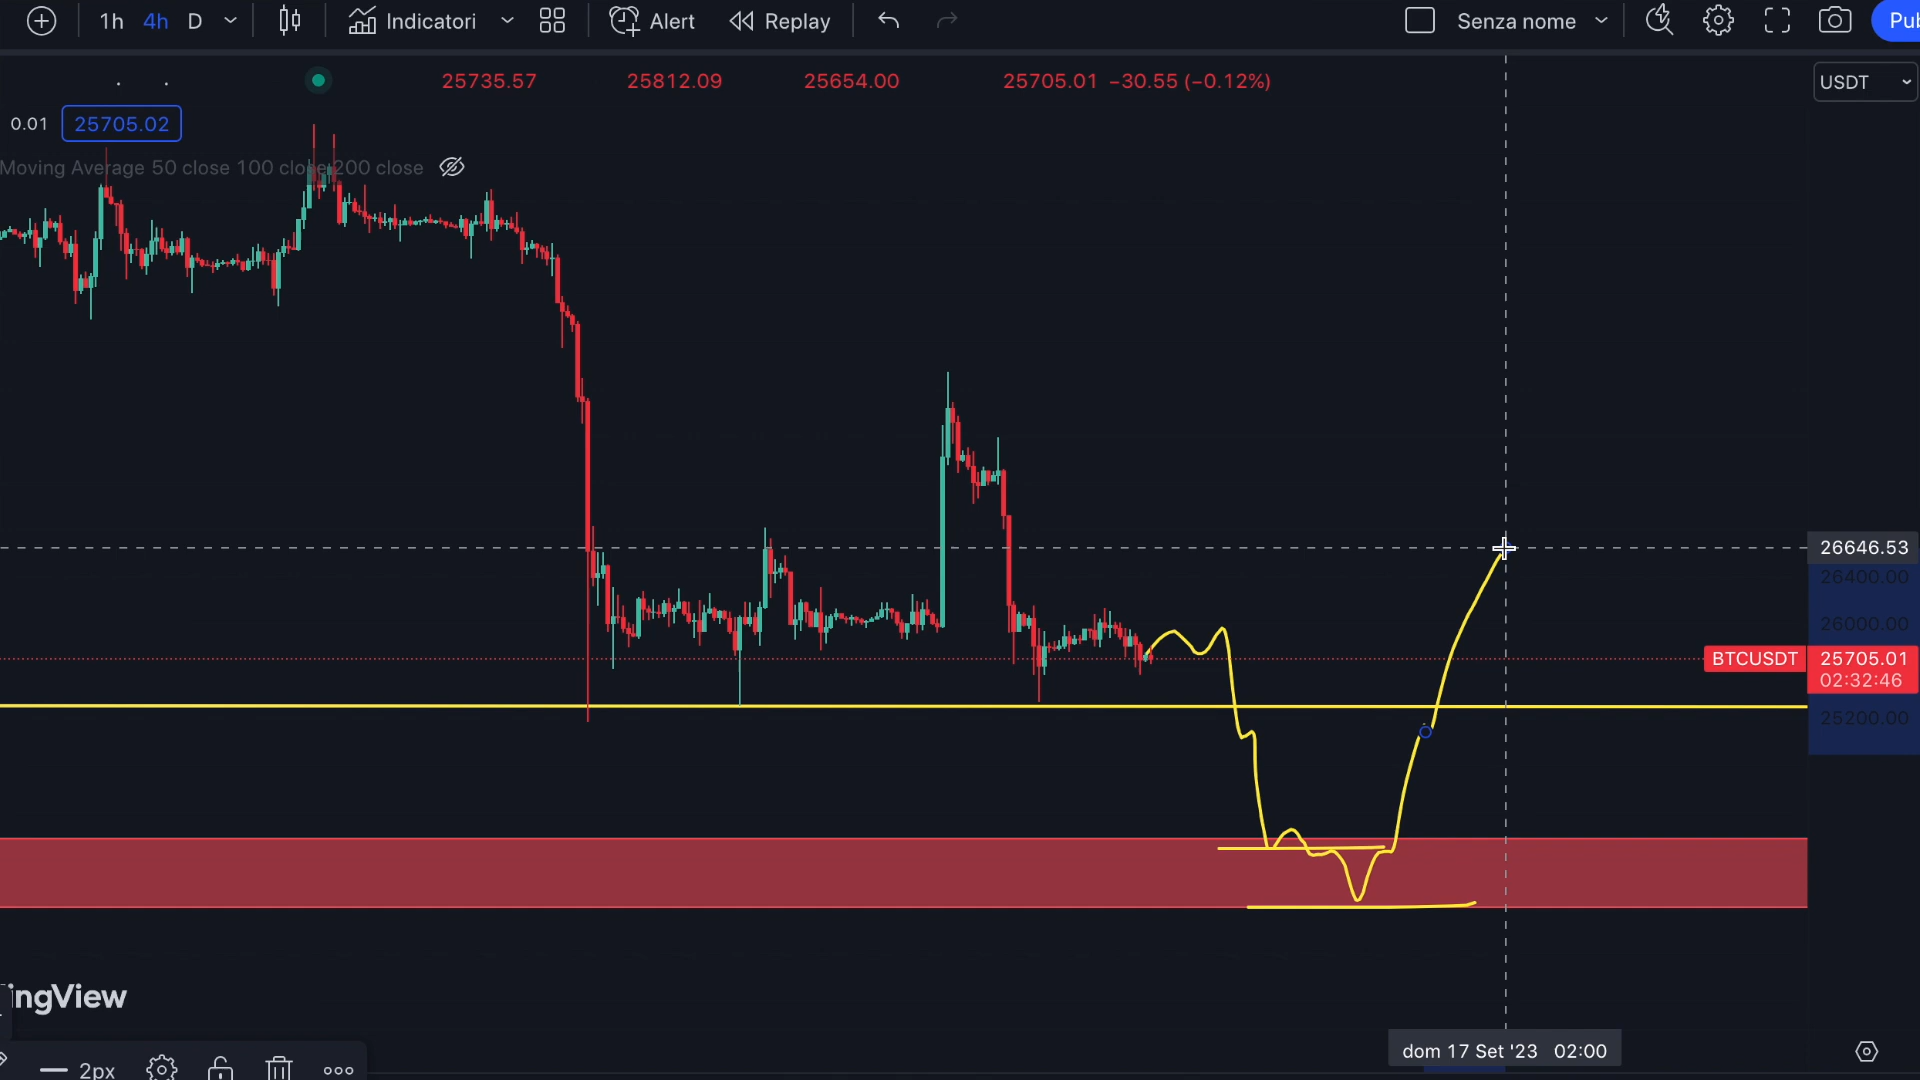 1h 4h D Indicatori Alert Replay Senza nome Pub
25735.57 25812.09 25654.00 25705.01 −30.55 (−0.12%) USDT
0.01 25705.02
Moving Average 50 close 100 close 200 close
26646.53
26400.00
26000.00
BTCUSDT 25705.01
02:32:46
25200.00
ingView
dom 17 Set '23 02:00
2px